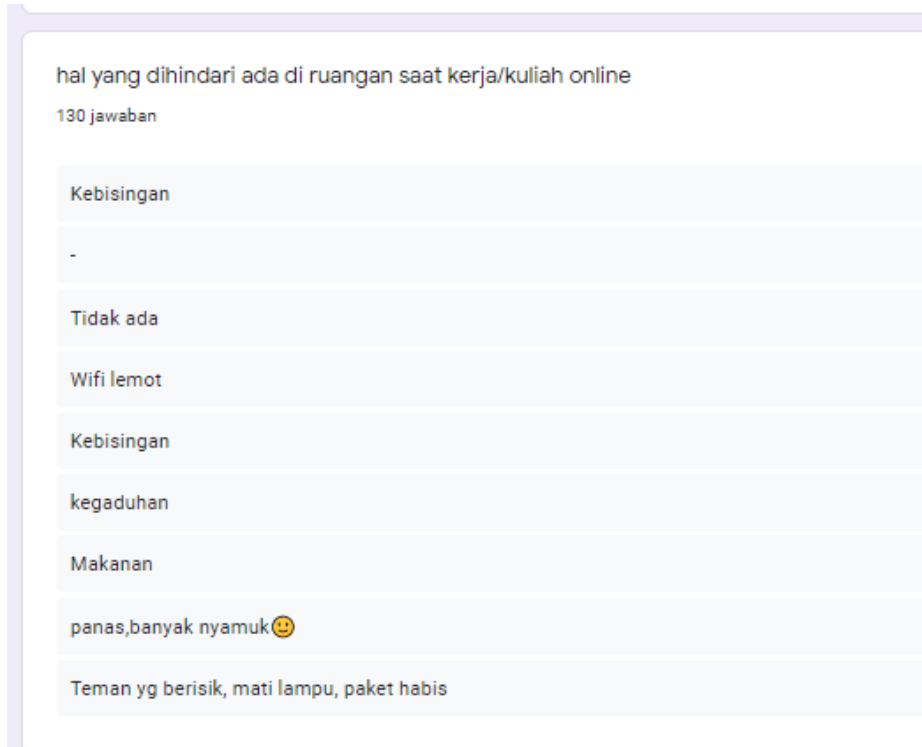 hal yang dihindari ada di ruangan saat kerja/kuliah online
130 jawaban
Kebisingan
-
Tidak ada
Wifi lemot
Kebisingan
kegaduhan
Makanan
panas,banyak nyamuk🙂
Teman yg berisik, mati lampu, paket habis